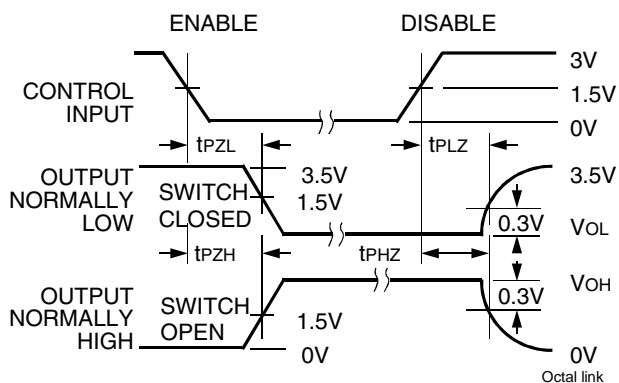 ENABLE DISABLE
3V
CONTROL
INPUT
1.5V
0V
tPZL tPLZ
OUTPUT
NORMALLY
LOW
SWITCH
CLOSED
3.5V
1.5V
3.5V
0.3V
VOL
tPZH tPHZ
OUTPUT
NORMALLY
HIGH
SWITCH
OPEN
1.5V
0V
VOH
0.3V
0V
Octal link